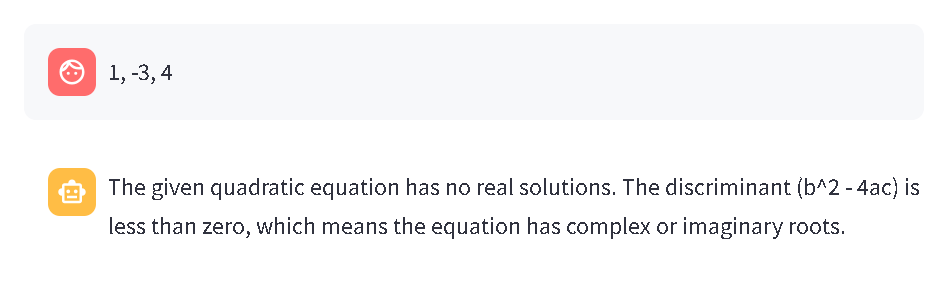 1, -3, 4
The given quadratic equation has no real solutions. The discriminant (b^2 - 4ac) is
less than zero, which means the equation has complex or imaginary roots.